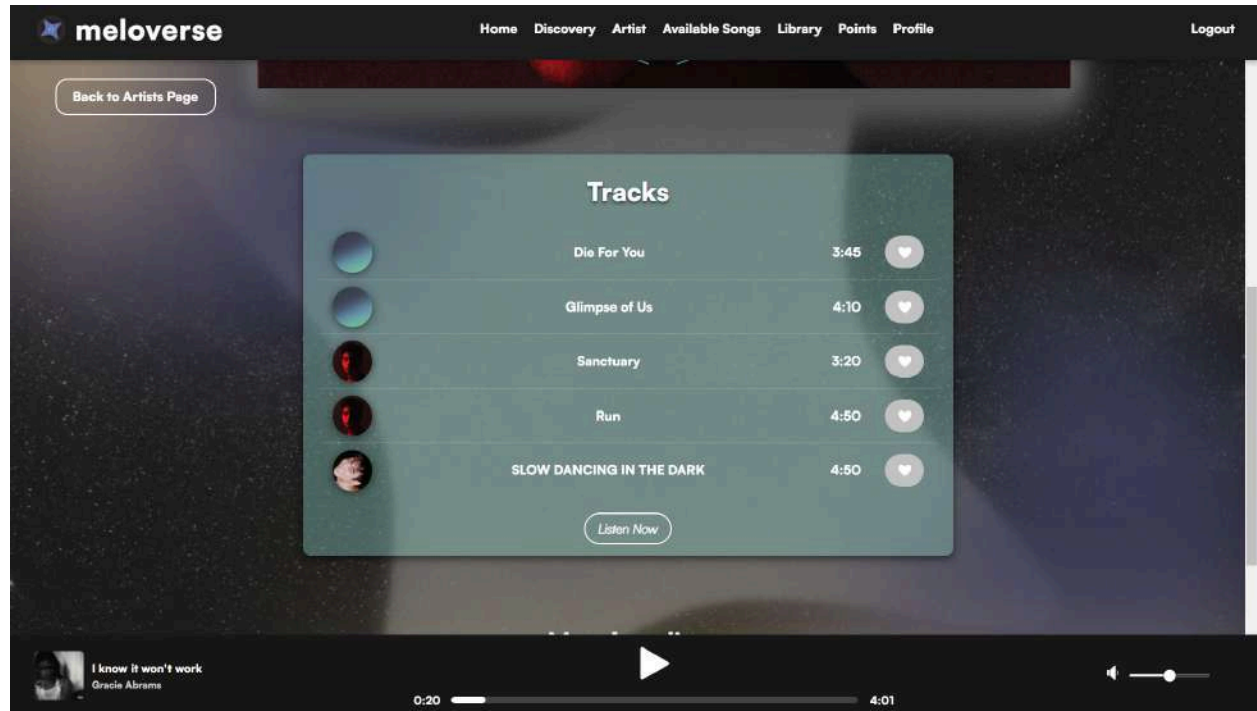 meloverse
Home Discovery Artist Available Songs Library Points Profile
Logout
Back to Artists Page
Tracks
Die For You 3:45
Glimpse of Us 4:10
Sanctuary 3:20
Run 4:50
SLOW DANCING IN THE DARK 4:50
Listen Now
I know it won't work
Gracie Abrams
0:20 4:01